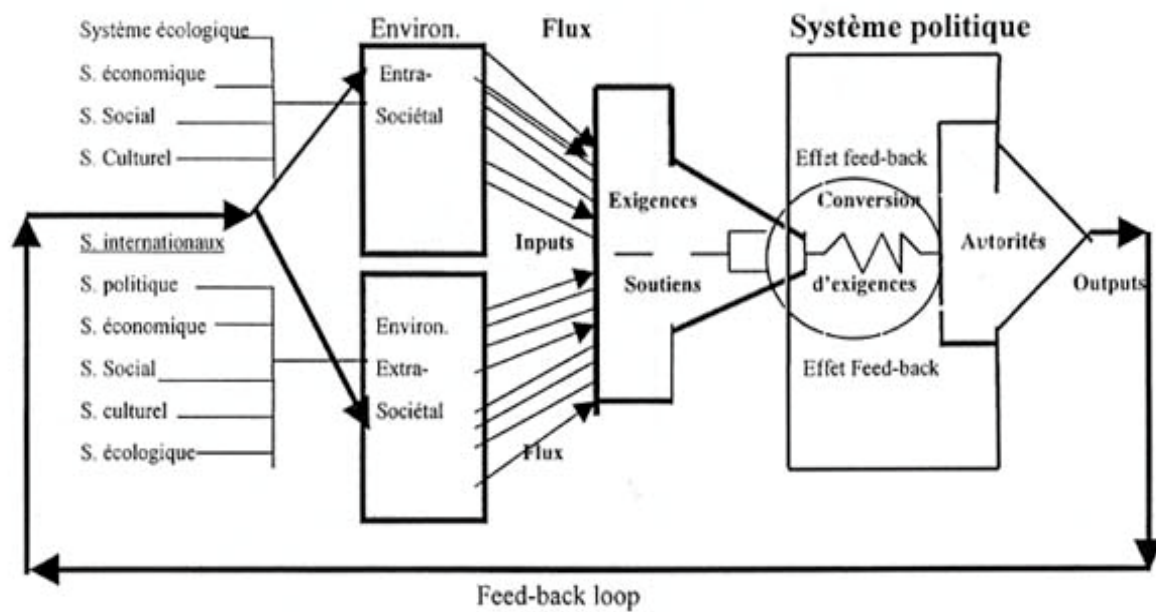 Système écologique
S. économique
S. Social
S. Culturel
S. internationaux
S. politique
S. économique
S. Social
S. culturel
S. écologique
Environ.
Entra-
Sociétal
Environ.
Extra-
Sociétal
Flux
Inputs
Flux
Exigences
Soutiens
Système politique
Effet feed-back
Conversion
d'exigences
Effet Feed-back
Autorités
Outputs
Feed-back loop